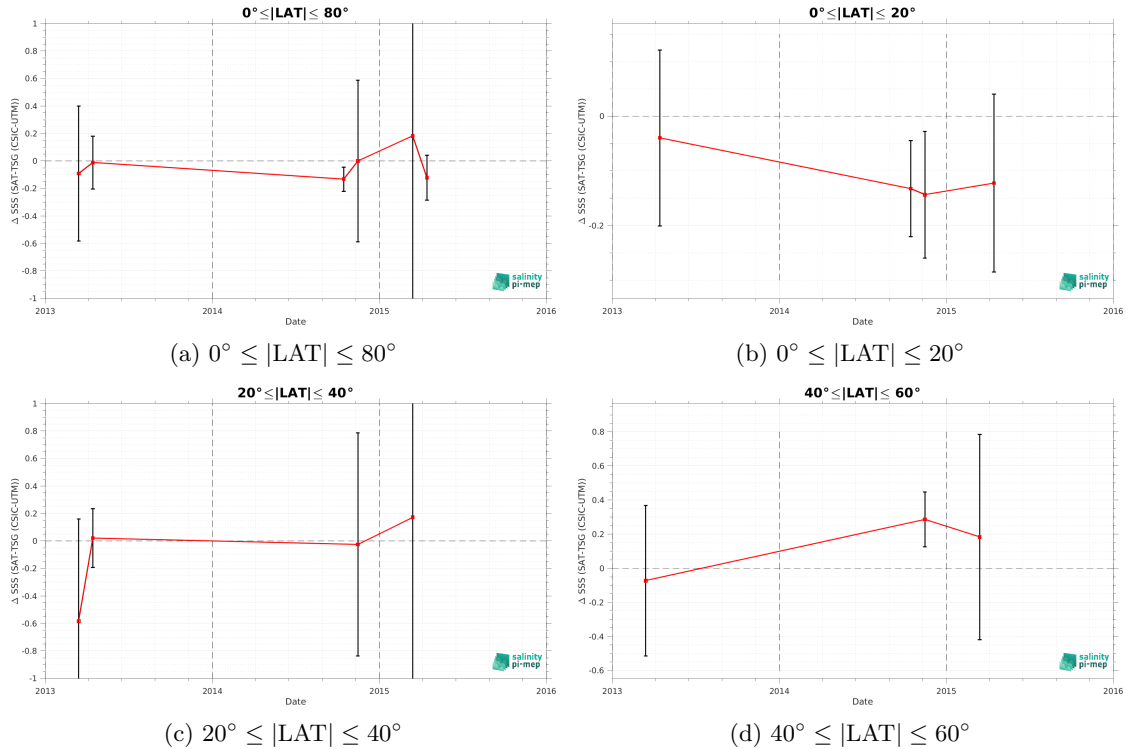 0°≤|LAT|≤ 80°
1
0.8
0.6
0.4
0.2
0
-0.2
-0.4
-0.6
-0.8
-1
Δ SSS (SAT-TSG (CSIC-UTM))
2013
2014
2015
2016
Date
salinity
pi-mep
(a) 0° ≤ |LAT| ≤ 80°
0°≤|LAT|≤ 20°
0
-0.2
Δ SSS (SAT-TSG (CSIC-UTM))
2013
2014
2015
2016
Date
salinity
pi-mep
(b) 0° ≤ |LAT| ≤ 20°
20°≤|LAT|≤ 40°
1
0.8
0.6
0.4
0.2
0
-0.2
-0.4
-0.6
-0.8
-1
Δ SSS (SAT-TSG (CSIC-UTM))
2013
2014
2015
2016
Date
salinity
pi-mep
(c) 20° ≤ |LAT| ≤ 40°
40°≤|LAT|≤ 60°
0.8
0.6
0.4
0.2
0
-0.2
-0.4
-0.6
Δ SSS (SAT-TSG (CSIC-UTM))
2013
2014
2015
2016
Date
salinity
pi-mep
(d) 40° ≤ |LAT| ≤ 60°